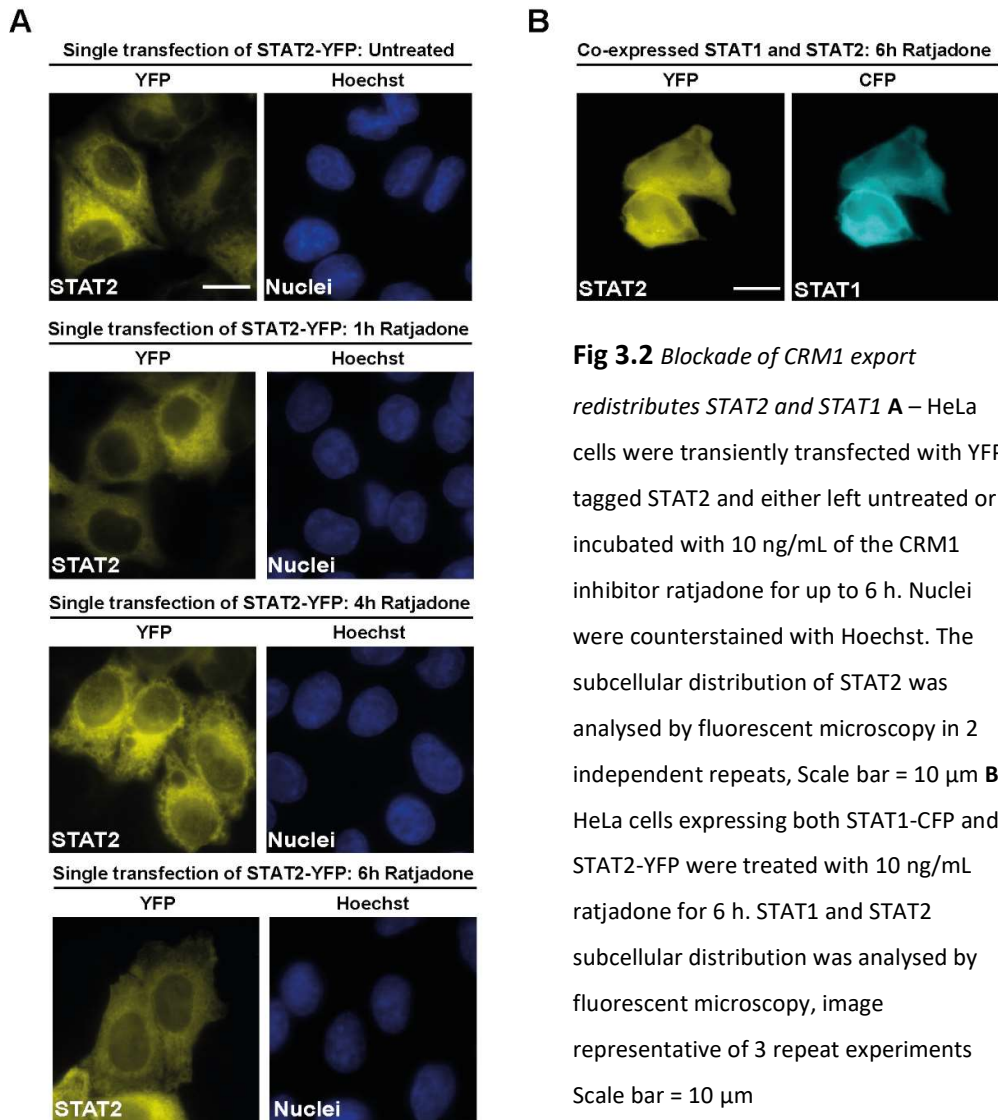 A
Single transfection of STAT2-YFP: Untreated
YFP Hoechst
STAT2 Nuclei
Single transfection of STAT2-YFP: 1h Ratjadone
YFP Hoechst
STAT2 Nuclei
Single transfection of STAT2-YFP: 4h Ratjadone
YFP Hoechst
STAT2 Nuclei
Single transfection of STAT2-YFP: 6h Ratjadone
YFP Hoechst
STAT2 Nuclei
B
Co-expressed STAT1 and STAT2: 6h Ratjadone
YFP CFP
STAT2 STAT1
Fig 3.2 Blockade of CRM1 export
redistributes STAT2 and STAT1 A – HeLa
cells were transiently transfected with YFP
tagged STAT2 and either left untreated or
incubated with 10 ng/mL of the CRM1
inhibitor ratjadone for up to 6 h. Nuclei
were counterstained with Hoechst. The
subcellular distribution of STAT2 was
analysed by fluorescent microscopy in 2
independent repeats, Scale bar = 10 µm B
HeLa cells expressing both STAT1-CFP and
STAT2-YFP were treated with 10 ng/mL
ratjadone for 6 h. STAT1 and STAT2
subcellular distribution was analysed by
fluorescent microscopy, image
representative of 3 repeat experiments
Scale bar = 10 µm